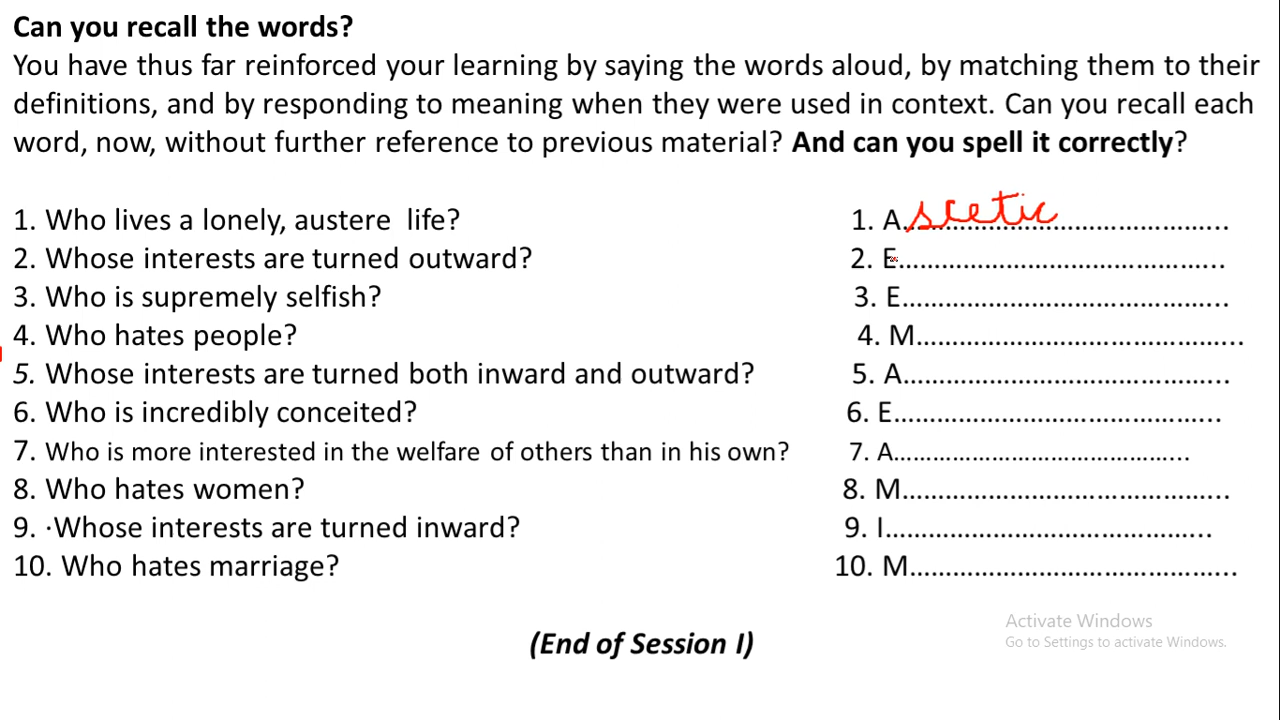 Can you recall the words?
You have thus far reinforced your learning by saying the words aloud, by matching them to their
definitions, and by responding to meaning when they were used in context. Can you recall each
word, now, without further reference to previous material? And can you spell it correctly?
1. Who lives a lonely, austere life? 1. Ascetic..............................
2. Whose interests are turned outward? 2. E..............................
3. Who is supremely selfish? 3. E..............................
4. Who hates people? 4. M..............................
5. Whose interests are turned both inward and outward? 5. A..............................
6. Who is incredibly conceited? 6. E..............................
7. Who is more interested in the welfare of others than in his own? 7. A..............................
8. Who hates women? 8. M..............................
9. ·Whose interests are turned inward? 9. I..............................
10. Who hates marriage? 10. M..............................
(End of Session I)
Activate Windows
Go to Settings to activate Windows.